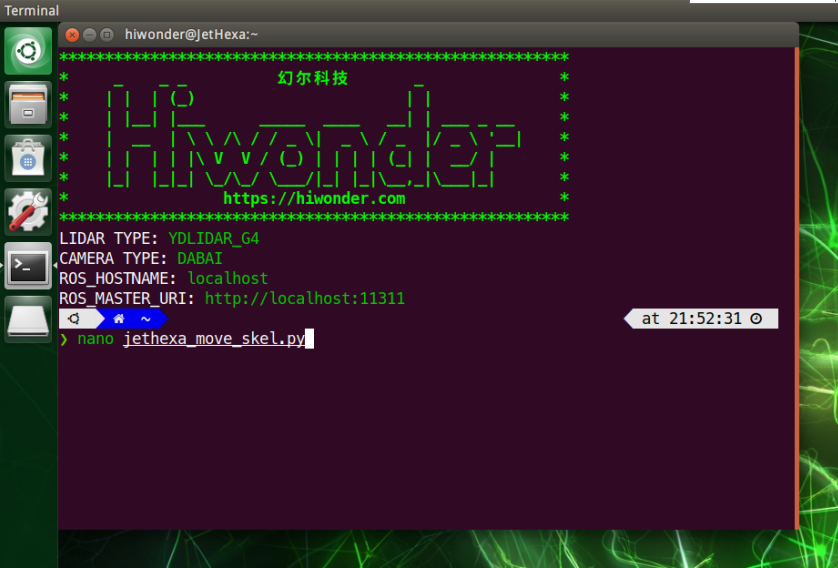 Terminal
hiwonder@JetHexa:~
幻尔科技
Hiwonder
https://hiwonder.com
LIDAR TYPE: YDLIDAR_G4
CAMERA TYPE: DABAI
ROS_HOSTNAME: localhost
ROS_MASTER_URI: http://localhost:11311
~ at 21:52:31
❯ nano jethexa_move_skel.py